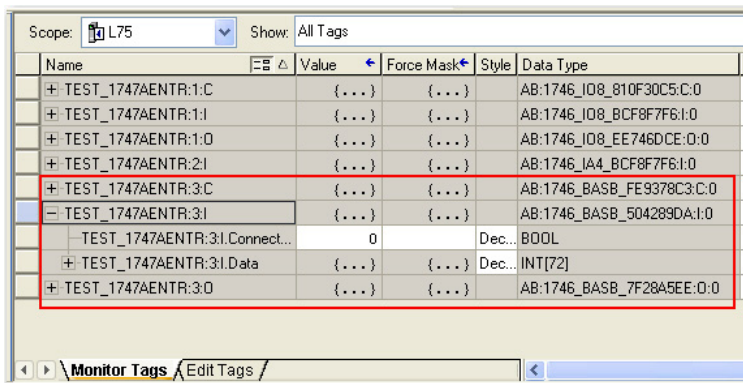 Scope: L75 Show: All Tags
Name Value Force Mask Style Data Type
TEST_1747AENTR:1:C {...} {...} AB:1746_IO8_810F30C5:C:0
TEST_1747AENTR:1:I {...} {...} AB:1746_IO8_BCF8F7F6:I:0
TEST_1747AENTR:1:O {...} {...} AB:1746_IO8_EE746DCE:O:0
TEST_1747AENTR:2:I {...} {...} AB:1746_IA4_BCF8F7F6:I:0
TEST_1747AENTR:3:C {...} {...} AB:1746_BASB_FE9378C3:C:0
TEST_1747AENTR:3:I {...} {...} AB:1746_BASB_504289DA:I:0
TEST_1747AENTR:3:I.Connect... 0 Dec... BOOL
TEST_1747AENTR:3:I.Data {...} {...} Dec... INT[72]
TEST_1747AENTR:3:O {...} {...} AB:1746_BASB_7F28A5EE:O:0
Monitor Tags Edit Tags